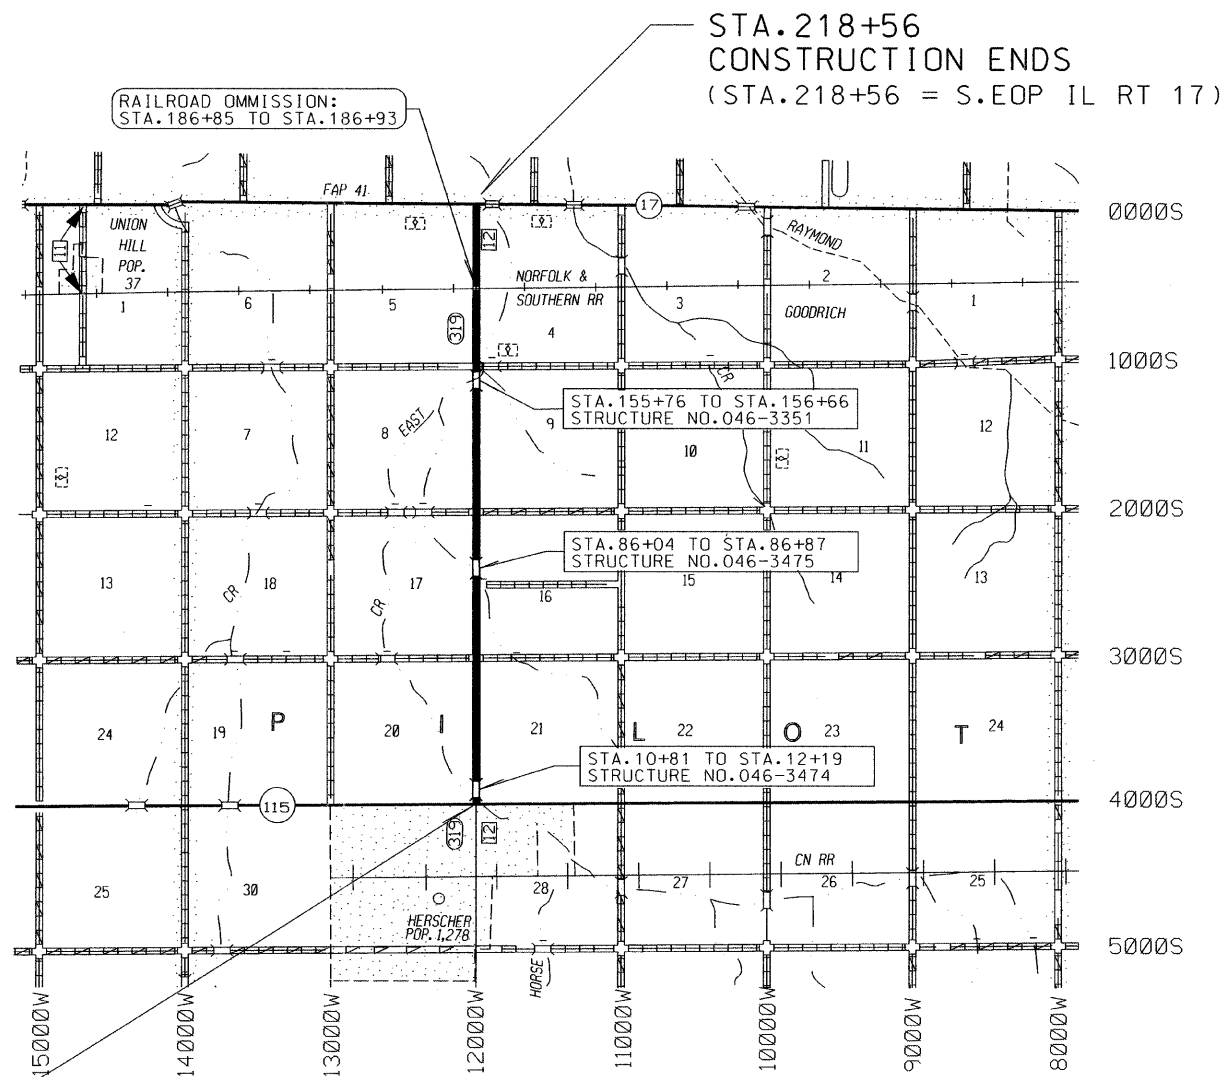 STA.218+56
CONSTRUCTION ENDS
(STA.218+56 = S.EOP IL RT 17)
RAILROAD OMMISSION:
STA.186+85 TO STA.186+93
FAP 41
17
0000S
UNION
HILL
POP.
37
11
12
RAYMOND
NORFOLK &
SOUTHERN RR
GOODRICH
1
6
5
319
4
3
2
1
1000S
STA.155+76 TO STA.156+66
STRUCTURE NO.046-3351
CR
12
7
8
EAST
9
10
11
12
2000S
STA.86+04 TO STA.86+87
STRUCTURE NO.046-3475
13
CR
18
CR
17
16
15
14
13
3000S
24
19
P
20
I
21
L
22
O
23
T
24
STA.10+81 TO STA.12+19
STRUCTURE NO.046-3474
115
4000S
319
12
CN RR
25
30
28
27
26
25
HERSCHER
POP. 1,278
HORSE
5000S
15000W
14000W
13000W
12000W
11000W
10000W
9000W
8000W